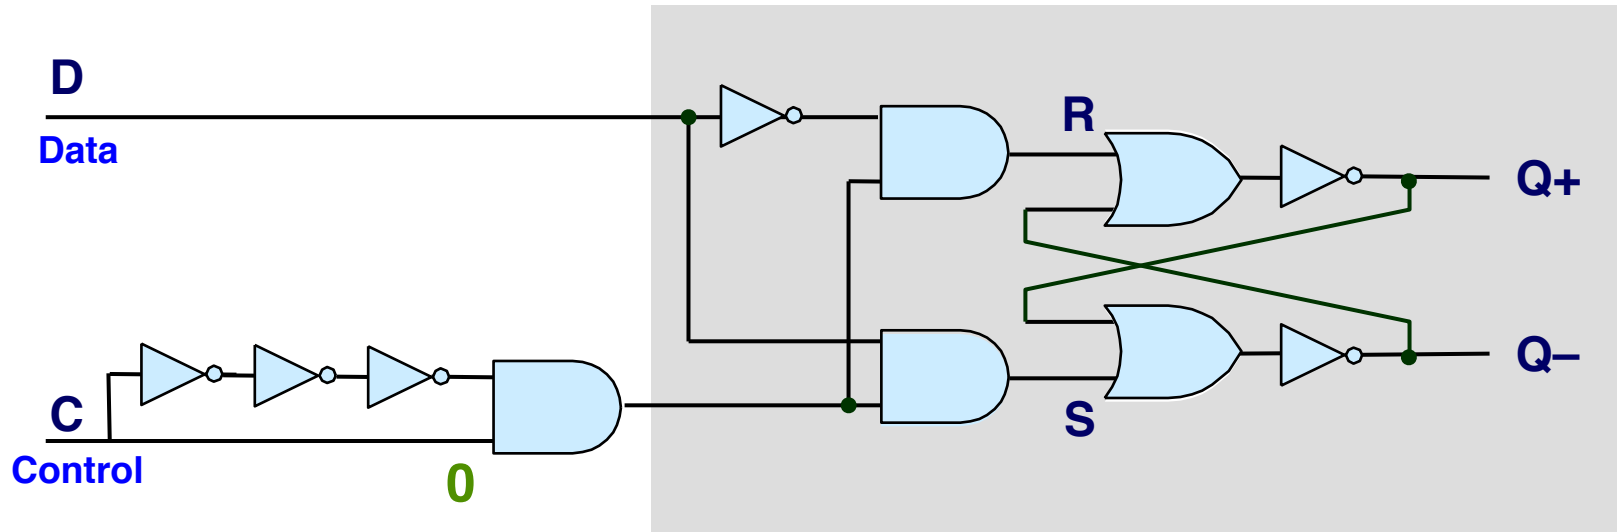 D
Data
R
Q+
Q–
C
S
Control
0